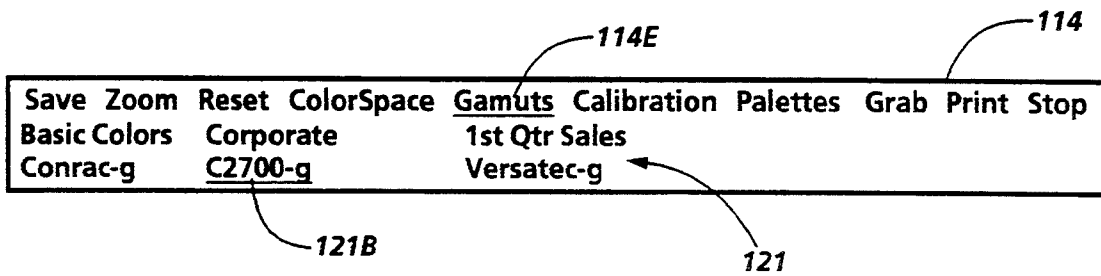 114E
114
Save Zoom Reset ColorSpace Gamuts Calibration Palettes Grab Print Stop
Basic Colors Corporate 1st Qtr Sales
Conrac-g C2700-g Versatec-g
121B
121